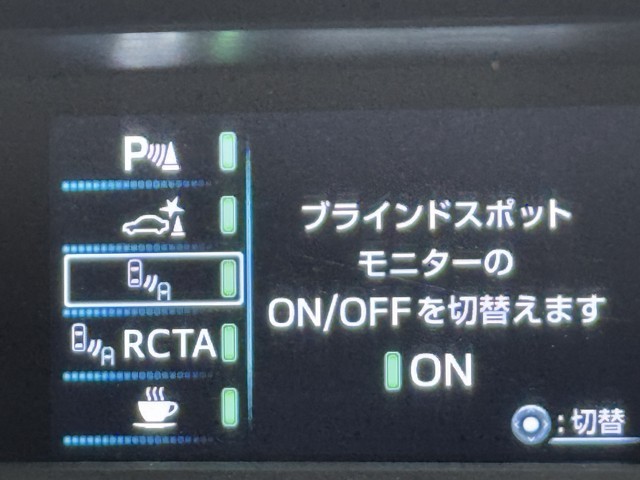 P
RCTA
ブラインドスポット
モニターの
ON/OFFを切替えます
ON
:切替